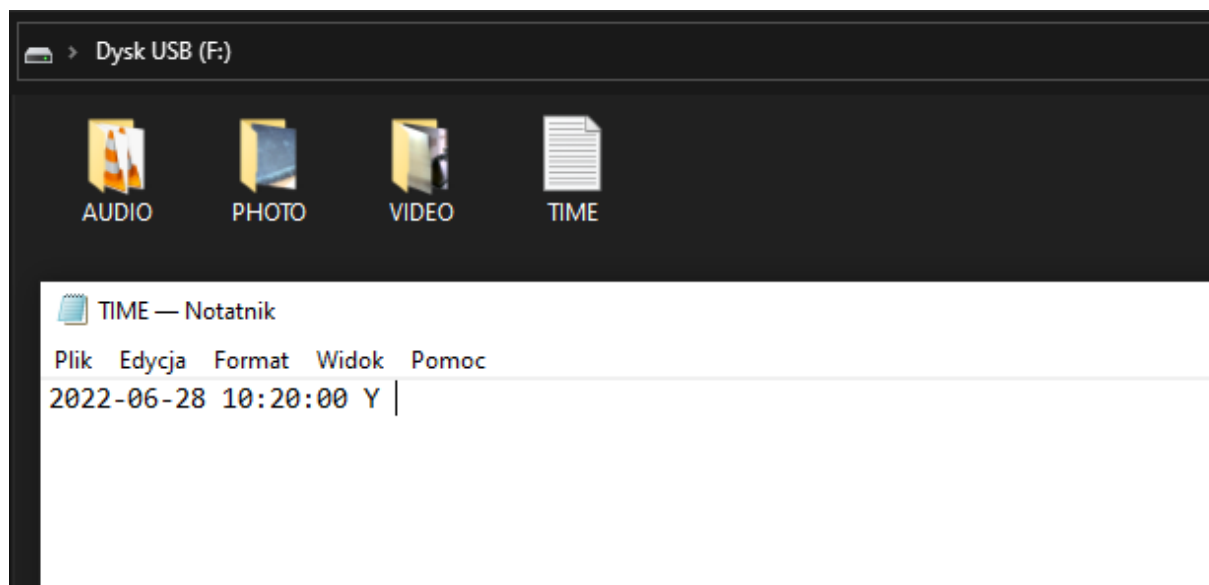 Dysk USB (F:)
AUDIO PHOTO VIDEO TIME
TIME — Notatnik
Plik Edycja Format Widok Pomoc
2022-06-28 10:20:00 Y